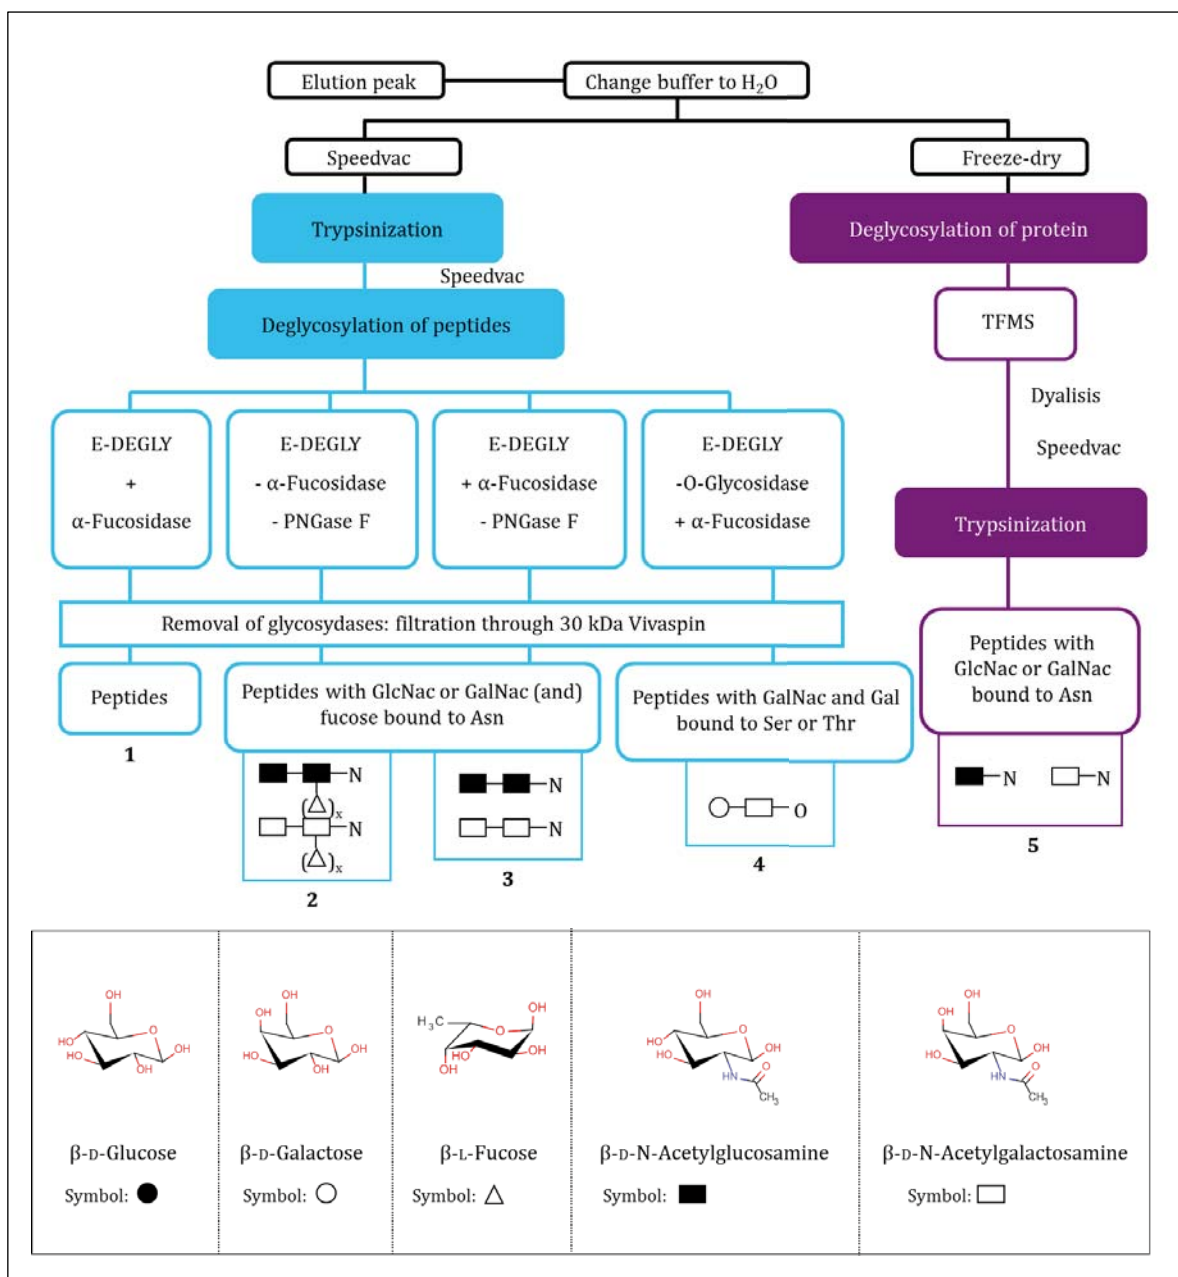 Elution peak
Change buffer to H₂O
Speedvac
Freeze-dry
Trypsinization
Deglycosylation of protein
Speedvac
Deglycosylation of peptides
TFMS
Dyalisis
Speedvac
E-DEGLY
+
α-Fucosidase
E-DEGLY
- α-Fucosidase
- PNGase F
E-DEGLY
+ α-Fucosidase
- PNGase F
E-DEGLY
-O-Glycosidase
+ α-Fucosidase
Trypsinization
Removal of glycosydases: filtration through 30 kDa Vivaspin
Peptides
1
Peptides with GlcNac or GalNac (and)
fucose bound to Asn
Peptides with GalNac and Gal
bound to Ser or Thr
Peptides with
GlcNac or GalNac
bound to Asn
N
( )x
N
( )x
2
N
N
3
O
4
N
N
5
OH
HO
HO
O
OH
OH
β-D-Glucose
Symbol:
OH
OH
HO
O
OH
OH
β-D-Galactose
Symbol:
H₃C
O
OH
HO
OH
OH
β-L-Fucose
Symbol:
OH
HO
HO
O
OH
HN
O
CH₃
β-D-N-Acetylglucosamine
Symbol:
OH
OH
HO
O
OH
HN
O
CH₃
β-D-N-Acetylgalactosamine
Symbol: